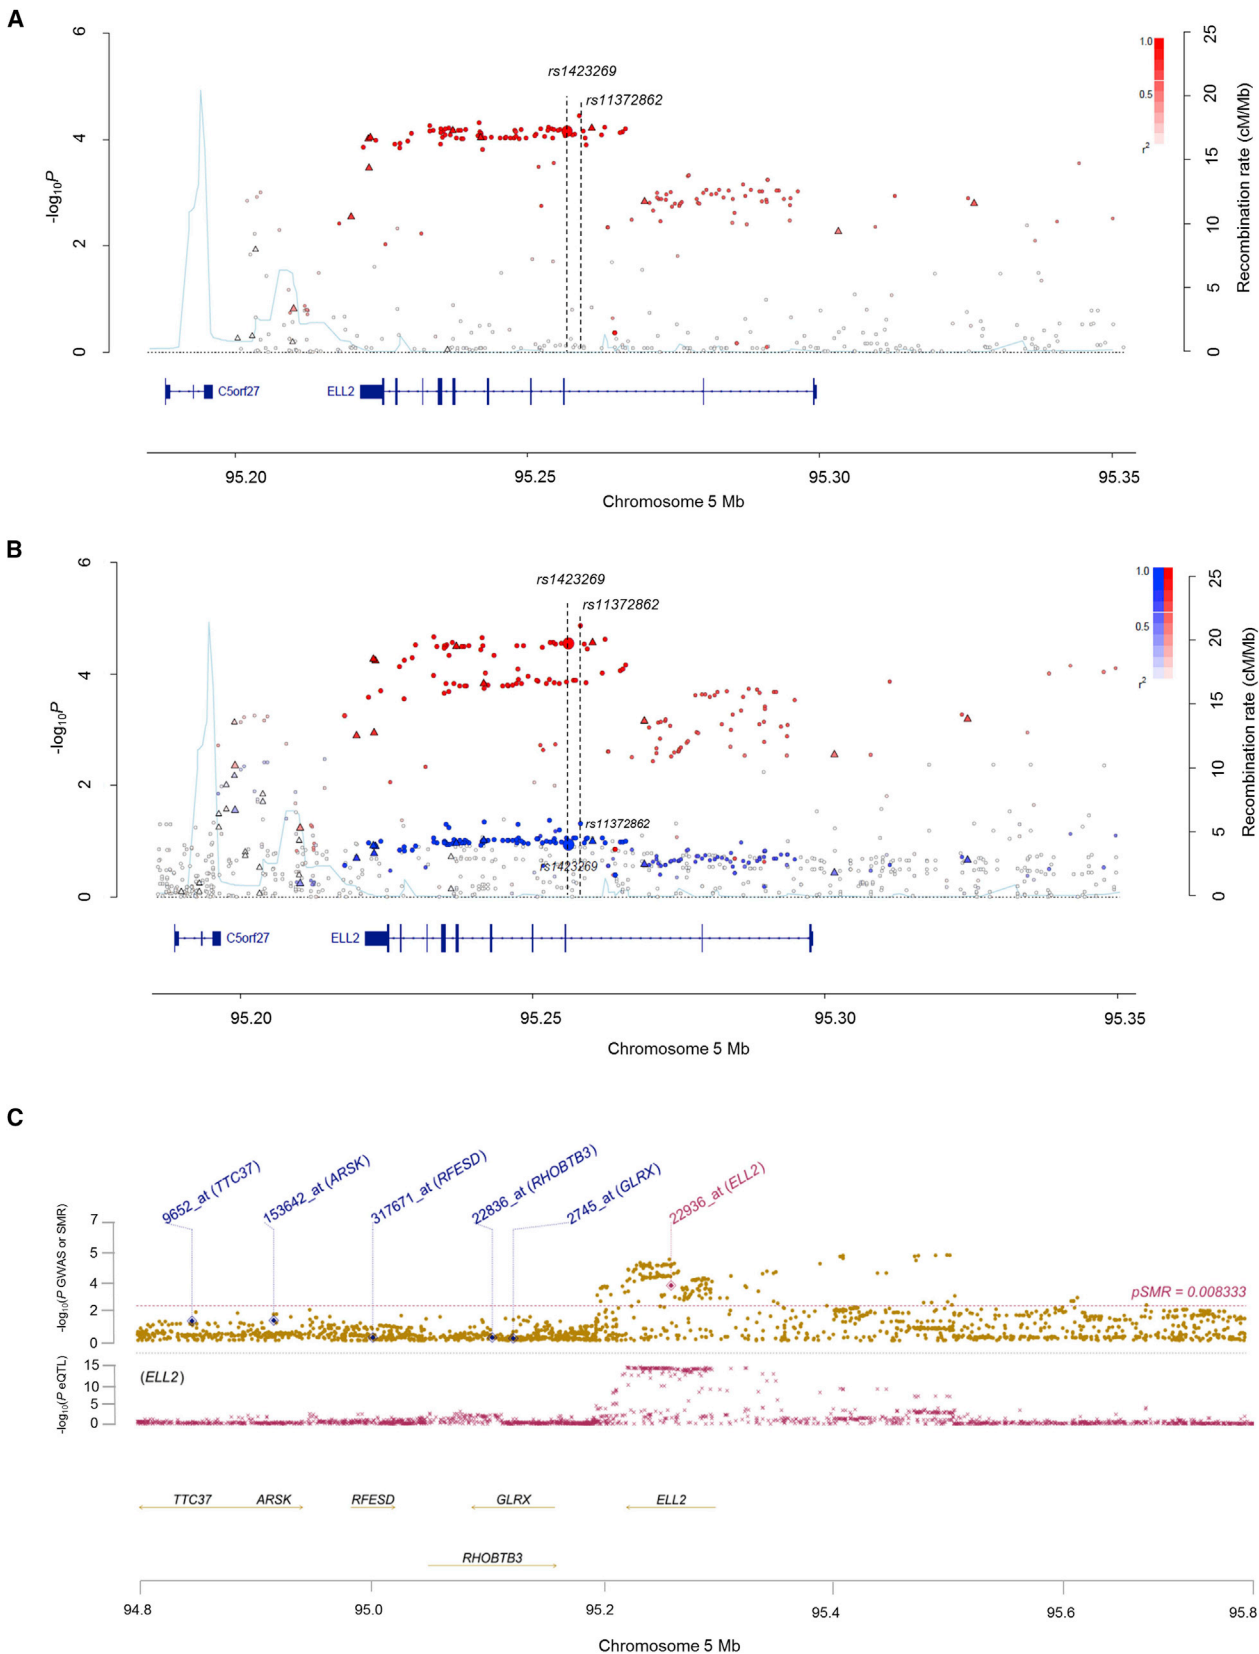 A
6
4
2
0
-log10P
rs1423269
rs11372862
1.0
0.5
r2
25
20
15
10
5
0
Recombination rate (cM/Mb)
C5orf27
ELL2
95.20
95.25
95.30
95.35
Chromosome 5 Mb
B
6
4
2
0
-log10P
rs1423269
rs11372862
rs11372862
rs1423269
1.0
0.5
r2
25
20
15
10
5
0
Recombination rate (cM/Mb)
C5orf27
ELL2
95.20
95.25
95.30
95.35
Chromosome 5 Mb
C
9652_at (TTC37)
153642_at (ARSK)
317671_at (RFESD)
22836_at (RHOBTB3)
2745_at (GLRX)
22936_at (ELL2)
7
5
4
2
0
-log10(P GWAS or SMR)
pSMR = 0.008333
15
10
5
0
-log10(P eQTL)
(ELL2)
TTC37
ARSK
RFESD
GLRX
ELL2
RHOBTB3
94.8
95.0
95.2
95.4
95.6
95.8
Chromosome 5 Mb